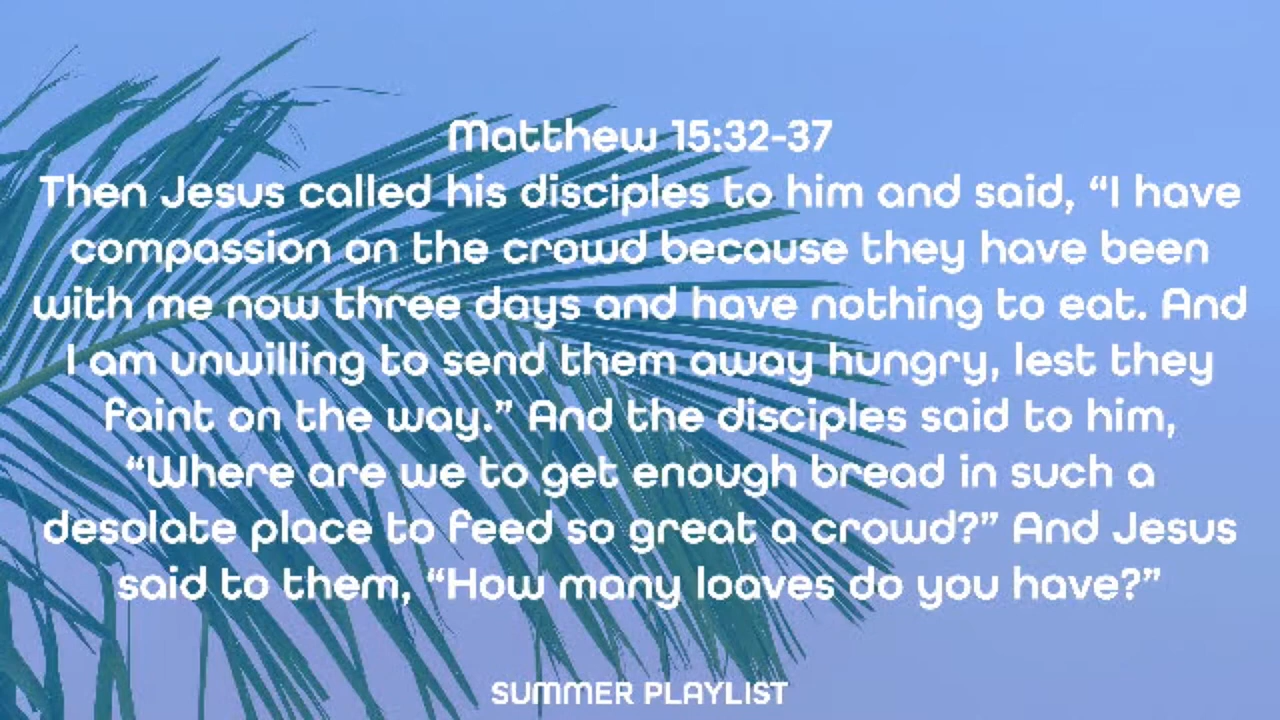 Matthew 15:32-37
Then Jesus called his disciples to him and said, “I have
compassion on the crowd because they have been
with me now three days and have nothing to eat. And
I am unwilling to send them away hungry, lest they
faint on the way.” And the disciples said to him,
“Where are we to get enough bread in such a
desolate place to feed so great a crowd?” And Jesus
said to them, “How many loaves do you have?”
SUMMER PLAYLIST